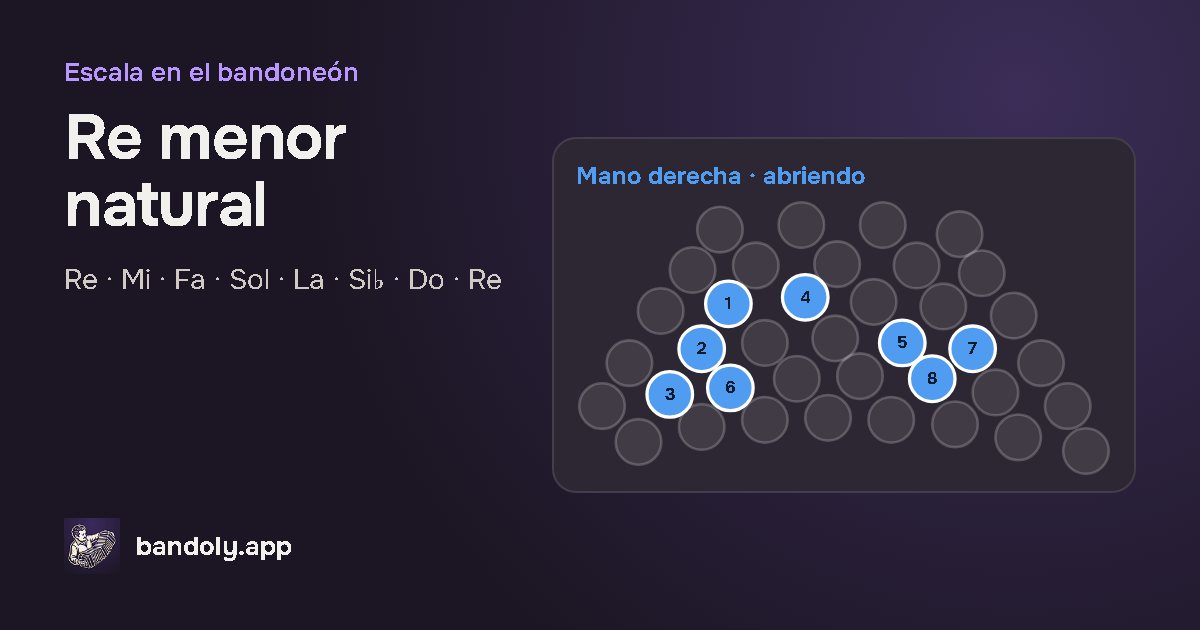 Escala en el bandoneón
Re menor
natural
Re · Mi · Fa · Sol · La · Si♭ · Do · Re
Mano derecha · abriendo
1
4
2
5
7
3
6
8
bandoly.app